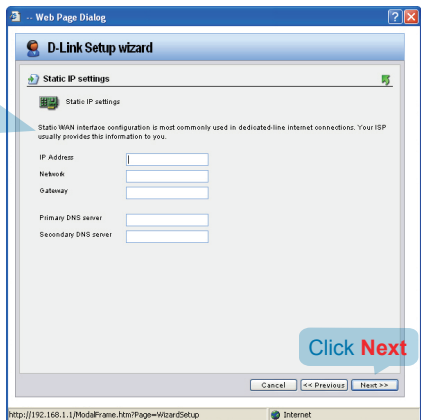 -- Web Page Dialog
D-Link Setup wizard
Static IP settings
Static IP settings
Static WAN interface configuration is most commonly used in dedicated-line internet connections. Your ISP
usually provides this information to you.
IP Address
Network
Gateway
Primary DNS server
Secondary DNS server
Click Next
Cancel
<< Previous
Next >>
http://192.168.1.1/ModalFrame.htm?Page=WizardSetup
Internet